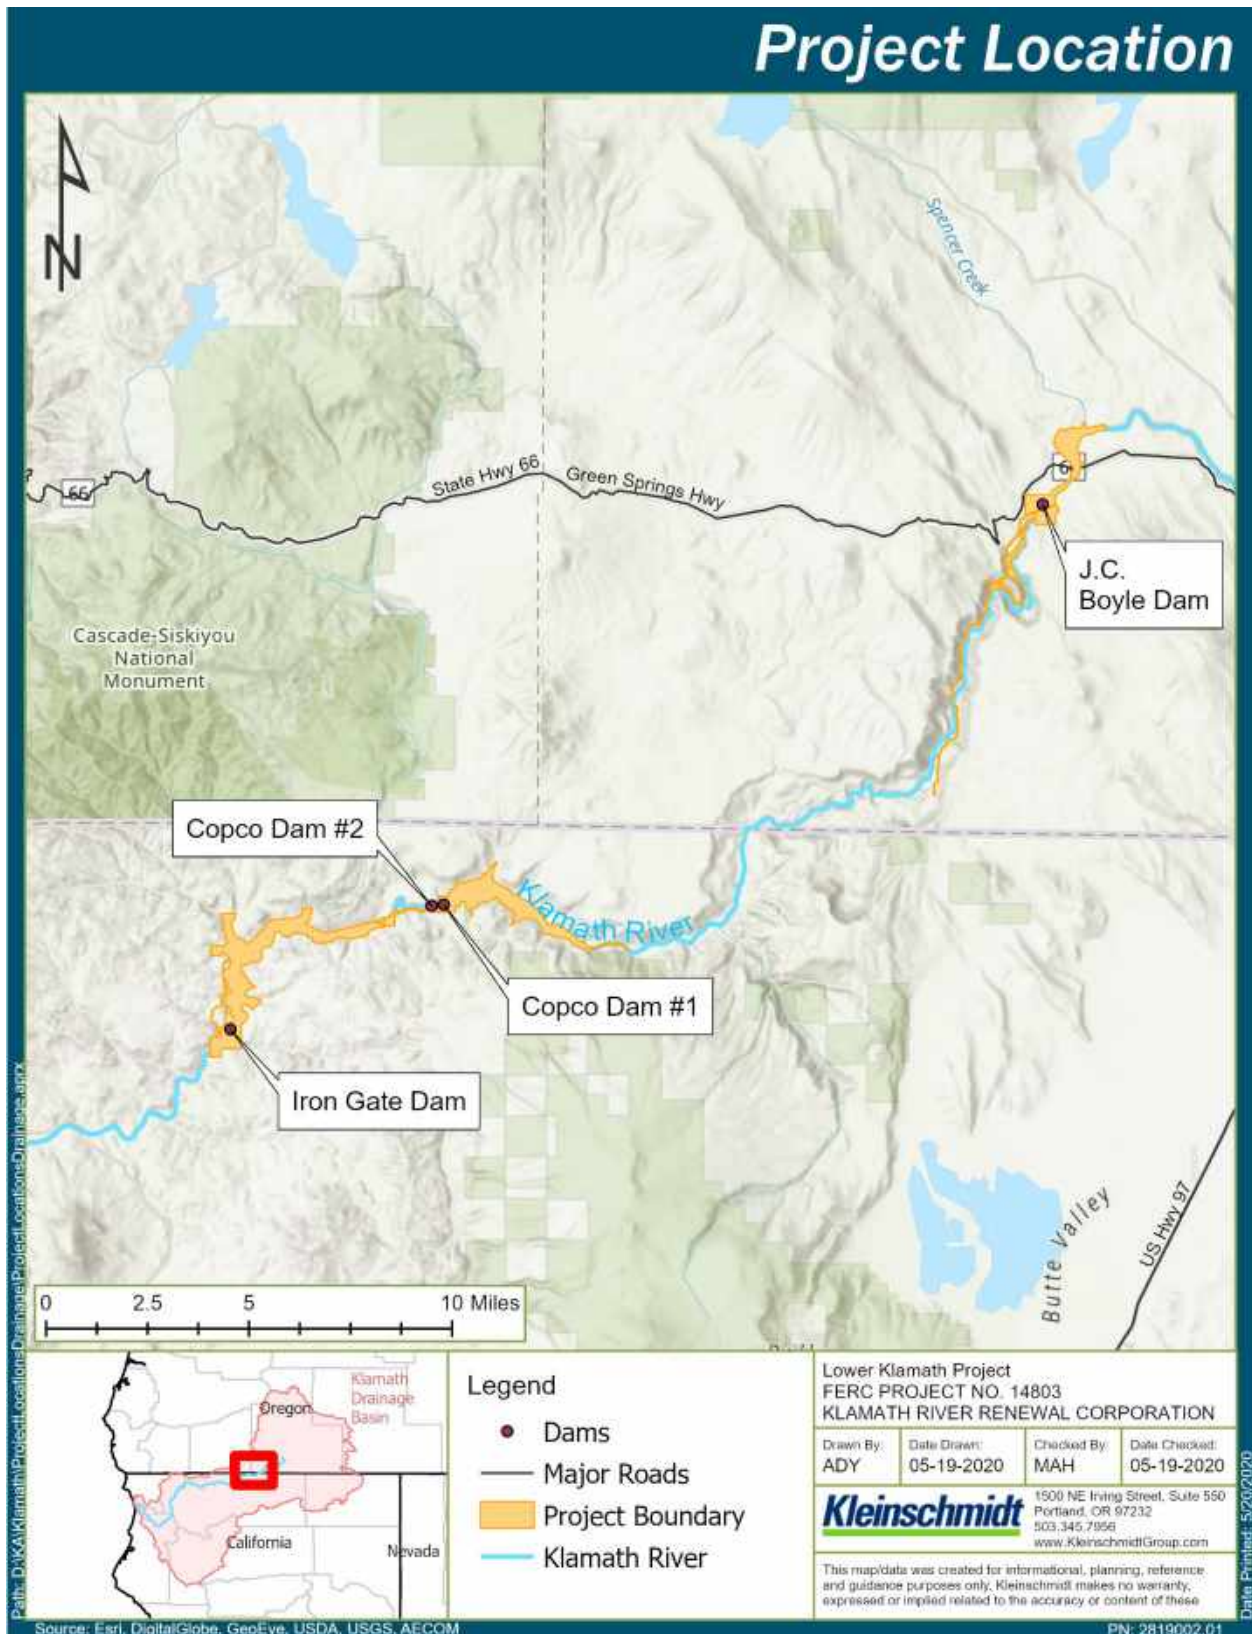 Project Location
N
Spencer Creek
State Hwy 66
Green Springs Hwy
66
6
J.C.
Boyle Dam
Cascade-Siskiyou
National
Monument
Copco Dam #2
Klamath River
Copco Dam #1
Iron Gate Dam
Butte Valley
US Hwy 97
0 2.5 5 10 Miles
Klamath
Drainage
Basin
Oregon
California
Nevada
Legend
Dams
Major Roads
Project Boundary
Klamath River
Lower Klamath Project
FERC PROJECT NO. 14803
KLAMATH RIVER RENEWAL CORPORATION
Drawn By: Date Drawn: Checked By: Date Checked:
ADY 05-19-2020 MAH 05-19-2020
Kleinschmidt
1500 NE Irving Street, Suite 550
Portland, OR 97232
503.345.7956
www.KleinschmidtGroup.com
This map/data was created for informational, planning, reference
and guidance purposes only. Kleinschmidt makes no warranty,
expressed or implied related to the accuracy or content of these
Path: D:\KA\Klamath\ProjectLocationsDrainage\ProjectLocationsDrainage.aprx
Date Printed: 5/20/2020
Source: Esri, DigitalGlobe, GeoEye, USDA, USGS, AECOM
PN: 2819002.01